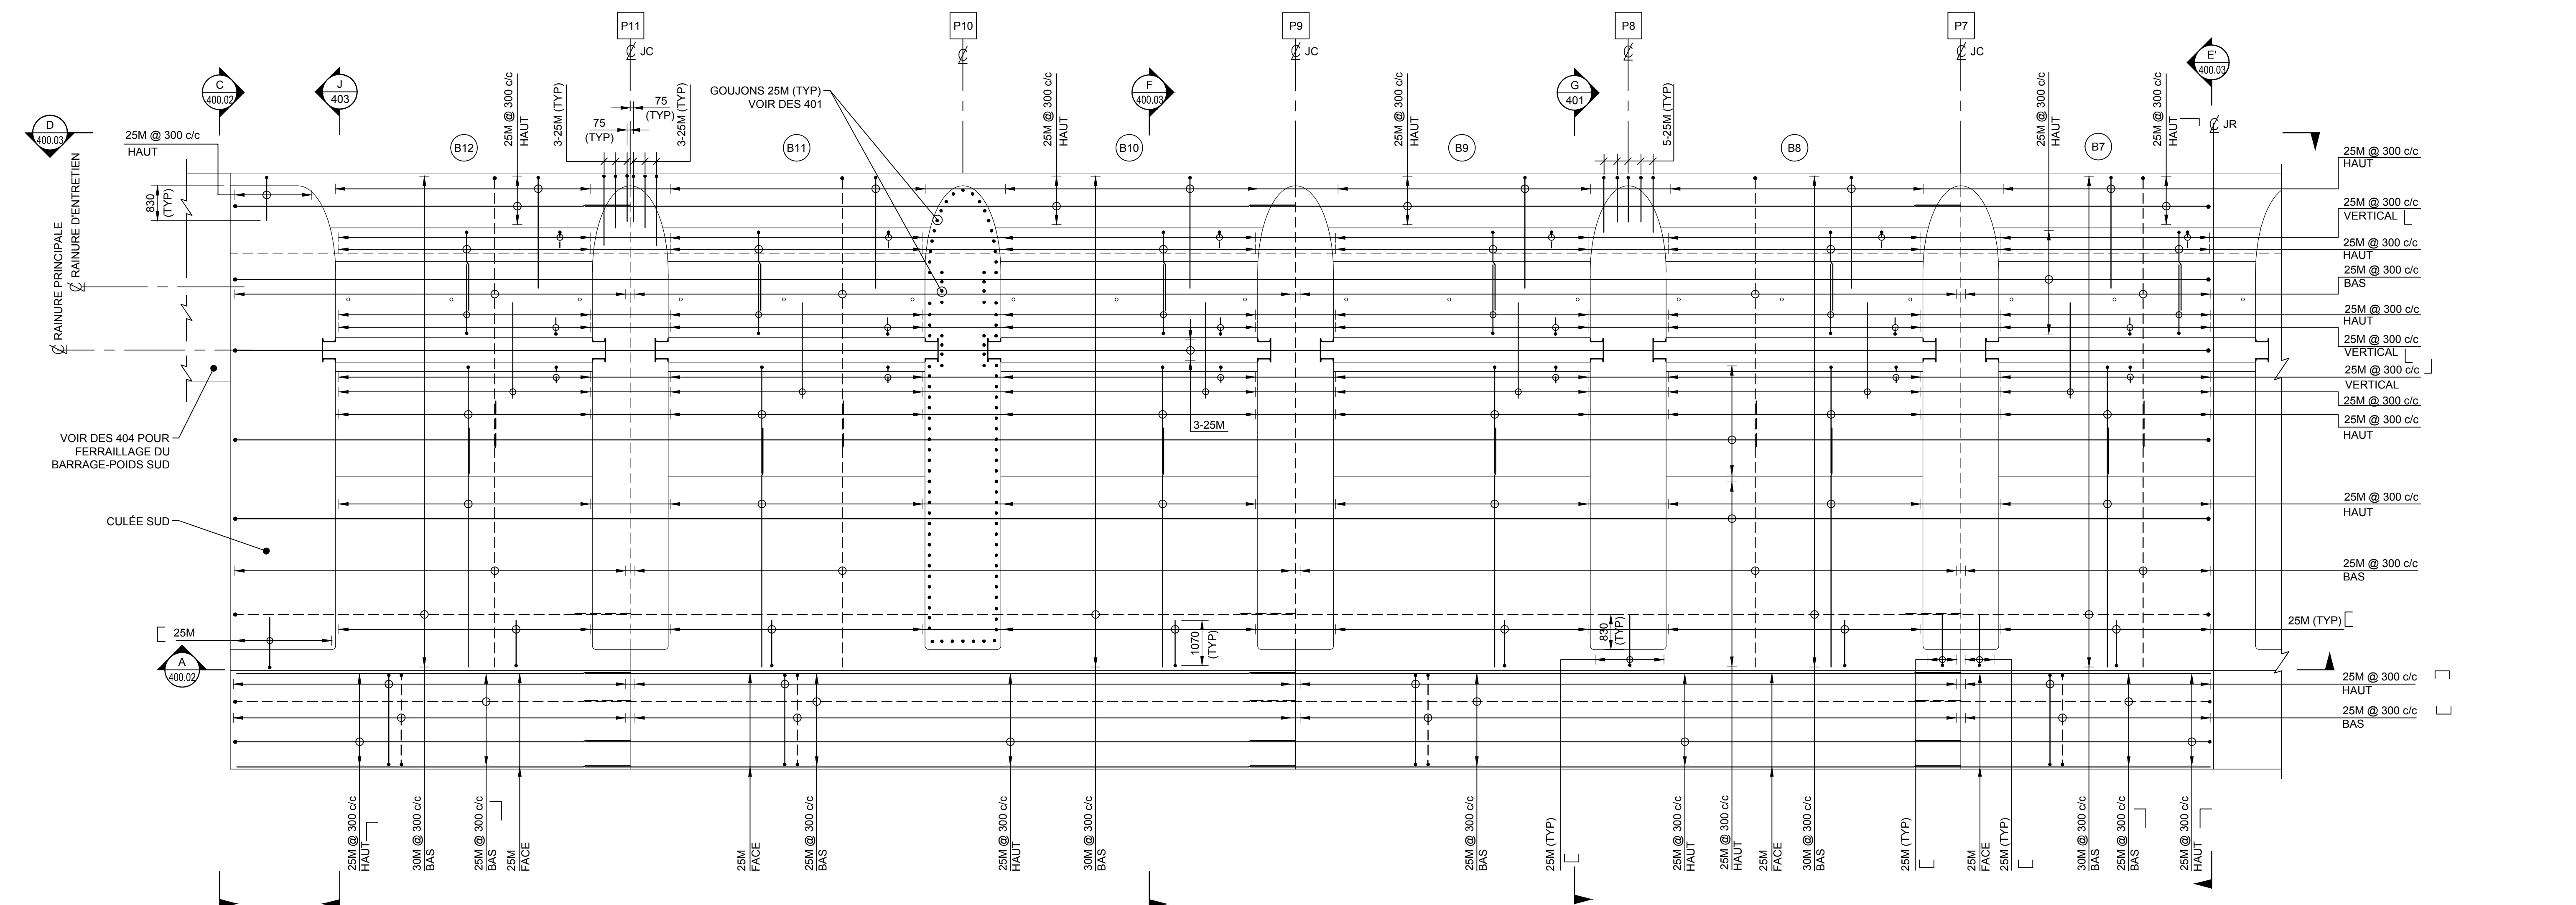 P11
P10
P9
P8
P7
℄ JC
℄
℄ JC
℄
℄ JC
C
400.02
J
403
F
400.03
G
401
E'
400.03
D
400.03
℄ JR
25M @ 300 c/c
HAUT
830
(TYP)
B12
25M @ 300 c/c
HAUT
3-25M (TYP)
75
(TYP)
75
(TYP)
3-25M (TYP)
GOUJONS 25M (TYP)
VOIR DES 401
B11
25M @ 300 c/c
HAUT
B10
25M @ 300 c/c
HAUT
B9
5-25M (TYP)
B8
25M @ 300 c/c
HAUT
B7
25M @ 300 c/c
HAUT
℄ RAINURE PRINCIPALE
℄ RAINURE D'ENTRETIEN
25M @ 300 c/c
HAUT
25M @ 300 c/c
VERTICAL
25M @ 300 c/c
HAUT
25M @ 300 c/c
BAS
25M @ 300 c/c
HAUT
25M @ 300 c/c
VERTICAL
25M @ 300 c/c
VERTICAL
25M @ 300 c/c
25M @ 300 c/c
HAUT
25M @ 300 c/c
HAUT
25M @ 300 c/c
BAS
25M (TYP)
25M @ 300 c/c
HAUT
25M @ 300 c/c
BAS
3-25M
VOIR DES 404 POUR
FERRAILLAGE DU
BARRAGE-POIDS SUD
CULÉE SUD
25M
A
400.02
1070
(TYP)
830
(TYP)
25M @ 300 c/c
HAUT
30M @ 300 c/c
BAS
25M @ 300 c/c
BAS
25M
FACE
25M
FACE
25M @ 300 c/c
BAS
25M @ 300 c/c
HAUT
30M @ 300 c/c
BAS
25M @ 300 c/c
BAS
25M (TYP)
25M @ 300 c/c
HAUT
25M @ 300 c/c
HAUT
25M
FACE
30M @ 300 c/c
BAS
25M (TYP)
25M
FACE
25M (TYP)
30M @ 300 c/c
BAS
25M @ 300 c/c
BAS
25M @ 300 c/c
HAUT